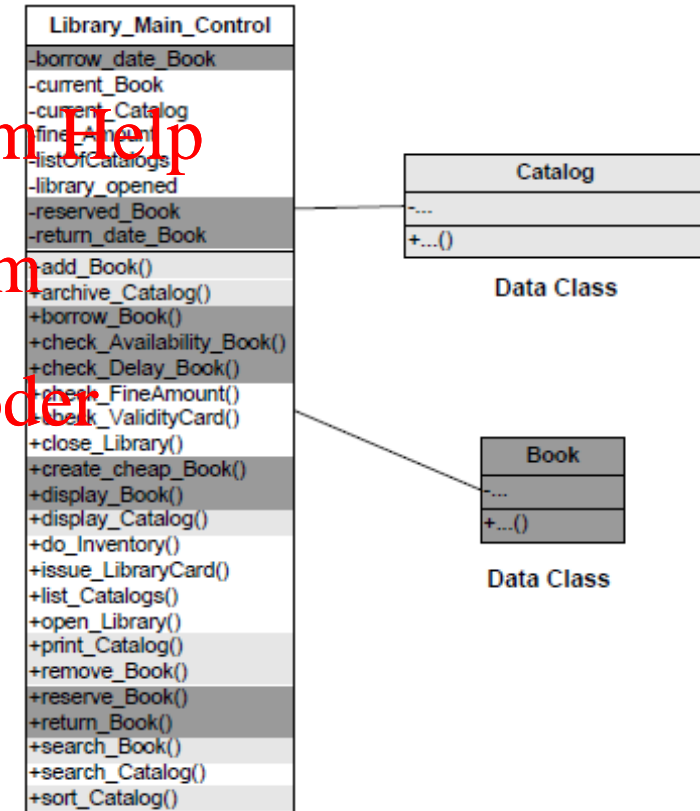 Library_Main_Control
-borrow_date_Book
-current_Book
-current_Catalog
-fine_Amount
-listOfCatalogs
-library_opened
-reserved_Book
-return_date_Book
+add_Book()
+archive_Catalog()
+borrow_Book()
+check_Availability_Book()
+check_Delay_Book()
+check_FineAmount()
+check_ValidityCard()
+close_Library()
+create_cheap_Book()
+display_Book()
+display_Catalog()
+do_Inventory()
+issue_LibraryCard()
+list_Catalogs()
+open_Library()
+print_Catalog()
+remove_Book()
+reserve_Book()
+return_Book()
+search_Book()
+search_Catalog()
+sort_Catalog()
Help
Catalog
-...
+...()
Data Class
Book
-...
+...()
Data Class